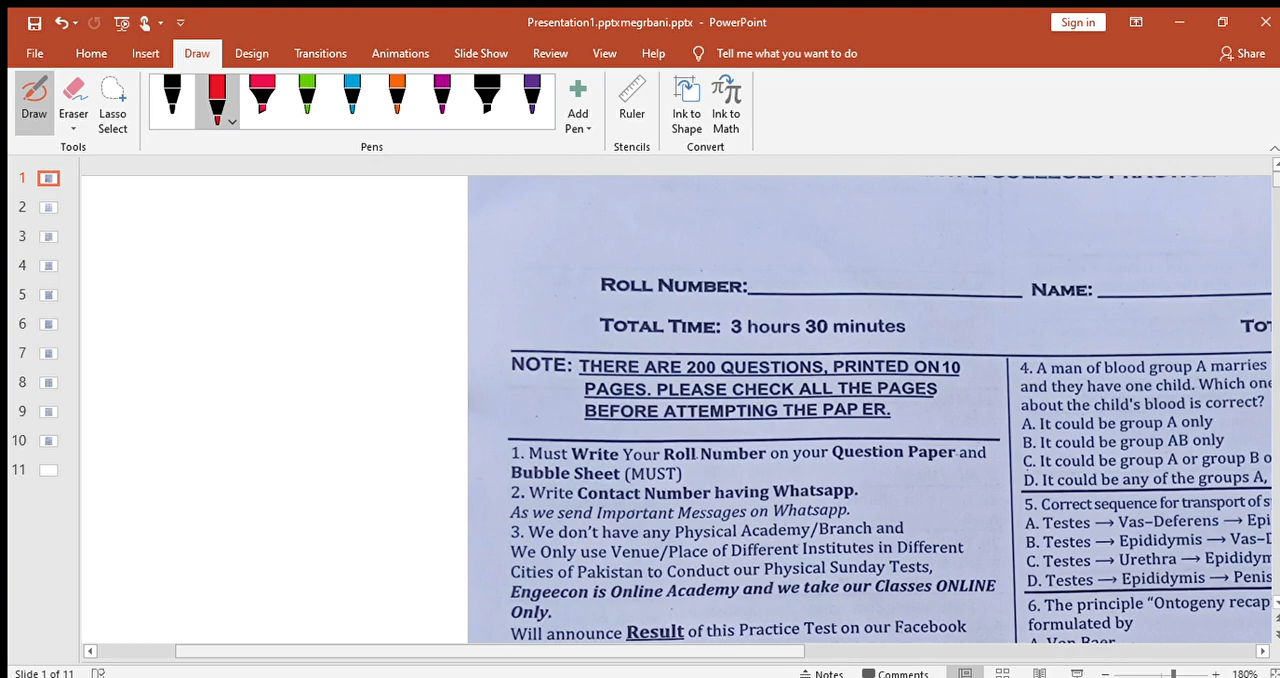 Presentation1.pptxmegrbani.pptx - PowerPoint
Sign in
File Home Insert Draw Design Transitions Animations Slide Show Review View Help Tell me what you want to do Share
Draw Eraser Lasso Select
Add Pen
Ruler
Ink to Shape
Ink to Math
Tools Pens Stencils Convert
1
2
3
4
5
6
7
8
9
10
11
ROLL NUMBER: NAME:
TOTAL TIME: 3 hours 30 minutes
NOTE: THERE ARE 200 QUESTIONS, PRINTED ON 10
PAGES. PLEASE CHECK ALL THE PAGES
BEFORE ATTEMPTING THE PAP ER.
1. Must Write Your Roll Number on your Question Paper and
Bubble Sheet (MUST)
2. Write Contact Number having Whatsapp.
As we send Important Messages on Whatsapp.
3. We don't have any Physical Academy/Branch and
We Only use Venue/Place of Different Institutes in Different
Cities of Pakistan to Conduct our Physical Sunday Tests,
Engeecon is Online Academy and we take our Classes ONLINE
Only.
Will announce Result of this Practice Test on our Facebook
4. A man of blood group A marries
and they have one child. Which one
about the child's blood is correct?
A. It could be group A only
B. It could be group AB only
C. It could be group A or group B o
D. It could be any of the groups A,
5. Correct sequence for transport of s
A. Testes → Vas–Deferens → Epi
B. Testes → Epididymis → Vas–D
C. Testes → Urethra → Epididym
D. Testes → Epididymis → Penis
6. The principle "Ontogeny recap
formulated by
A. Von Baer
Slide 1 of 11 Notes Comments 180%